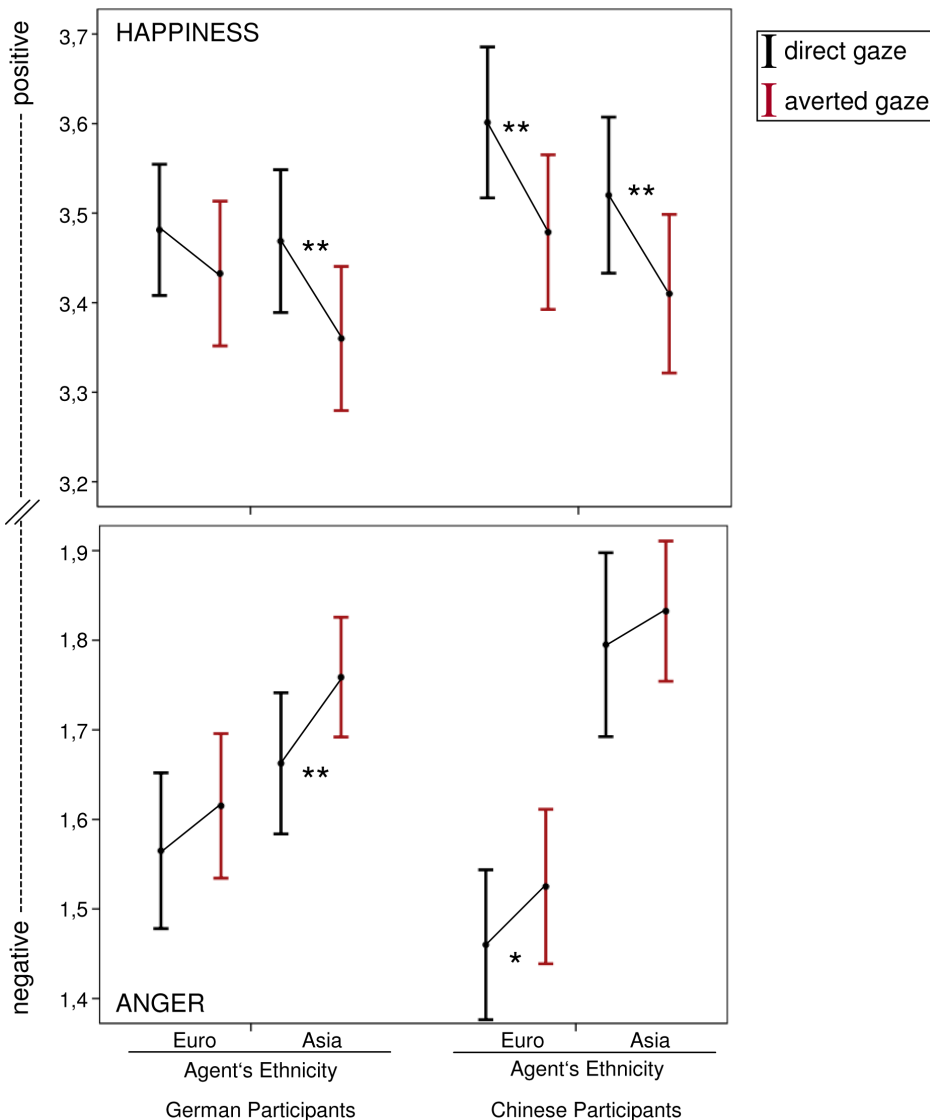 HAPPINESS
positive
3,7
3,6
3,5
3,4
3,3
3,2
**
**
**
direct gaze
averted gaze
1,9
1,8
1,7
1,6
1,5
1,4
**
*
negative
ANGER
Euro Asia Euro Asia
Agent‘s Ethnicity Agent‘s Ethnicity
German Participants Chinese Participants